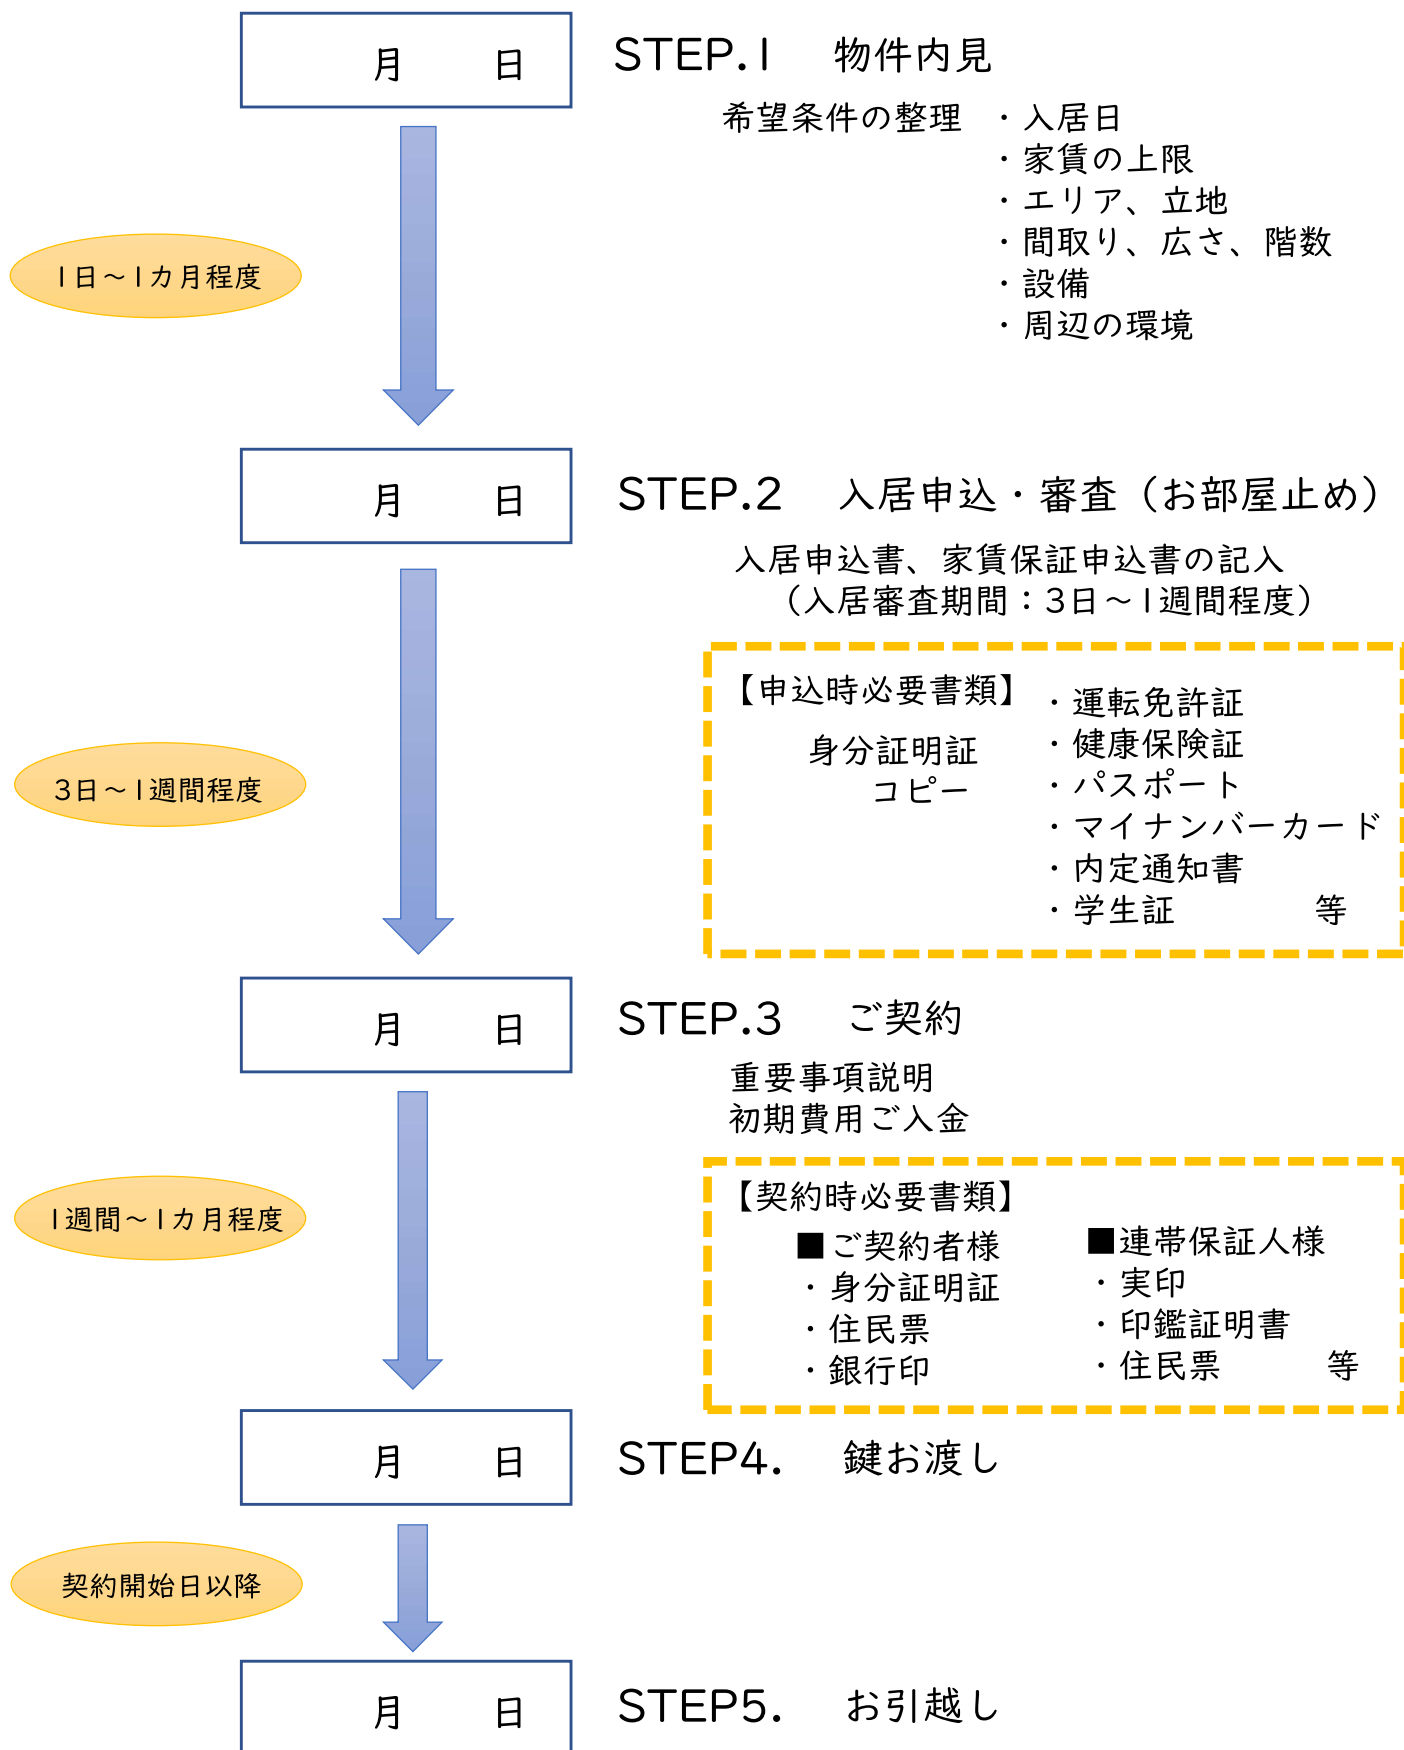 月 日
STEP.1 物件内見
希望条件の整理 ・入居日
・家賃の上限
・エリア、立地
・間取り、広さ、階数
・設備
・周辺の環境
1日～1カ月程度
月 日
STEP.2 入居申込・審査（お部屋止め）
入居申込書、家賃保証申込書の記入
（入居審査期間：3日～1週間程度）
【申込時必要書類】
身分証明証
コピー
・運転免許証
・健康保険証
・パスポート
・マイナンバーカード
・内定通知書
・学生証 等
3日～1週間程度
月 日
STEP.3 ご契約
重要事項説明
初期費用ご入金
【契約時必要書類】
■ご契約者様
・身分証明証
・住民票
・銀行印
■連帯保証人様
・実印
・印鑑証明書
・住民票 等
1週間～1カ月程度
月 日
STEP4. 鍵お渡し
契約開始日以降
月 日
STEP5. お引越し